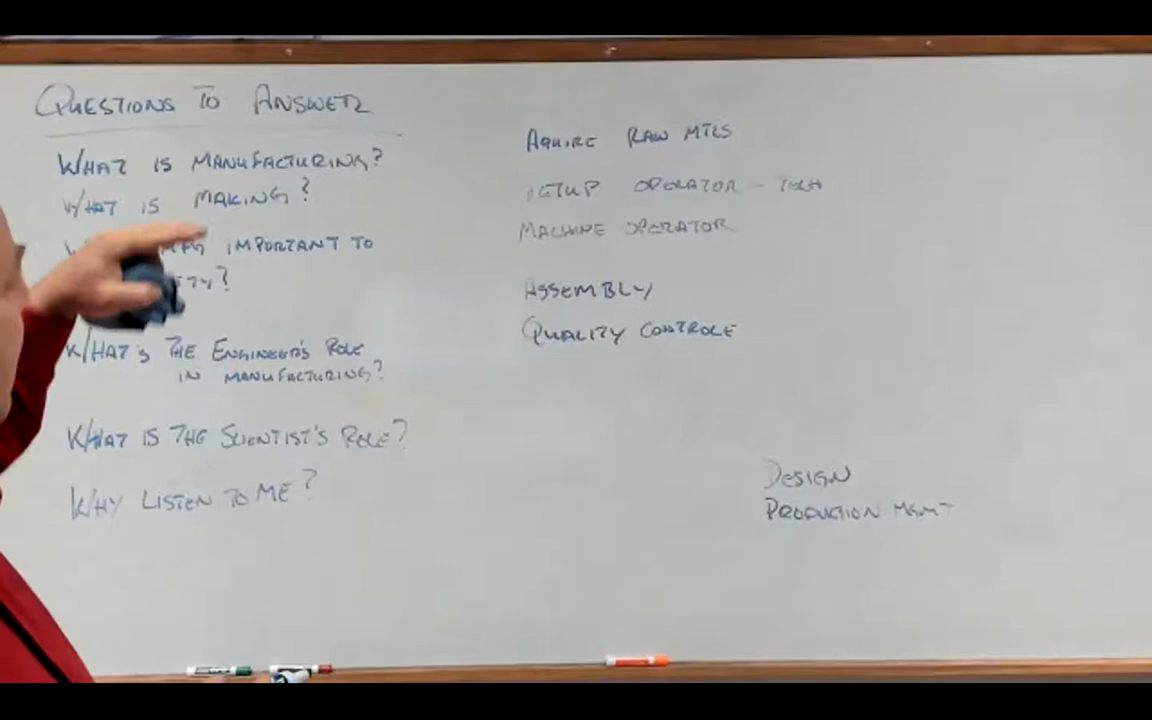 QUESTIONS TO ANSWER
WHAT IS MANUFACTURING?
WHAT IS MAKING?
IMPORTANT TO
WHAT'S THE ENGINEER'S ROLE
IN MANUFACTURING?
WHAT IS THE SCIENTIST'S ROLE?
WHY LISTEN TO ME?
AQUIRE RAW MTLS
SETUP OPERATOR - TECH
MACHINE OPERATOR
ASSEMBLY
QUALITY CONTROLE
DESIGN
PRODUCTION MGMT